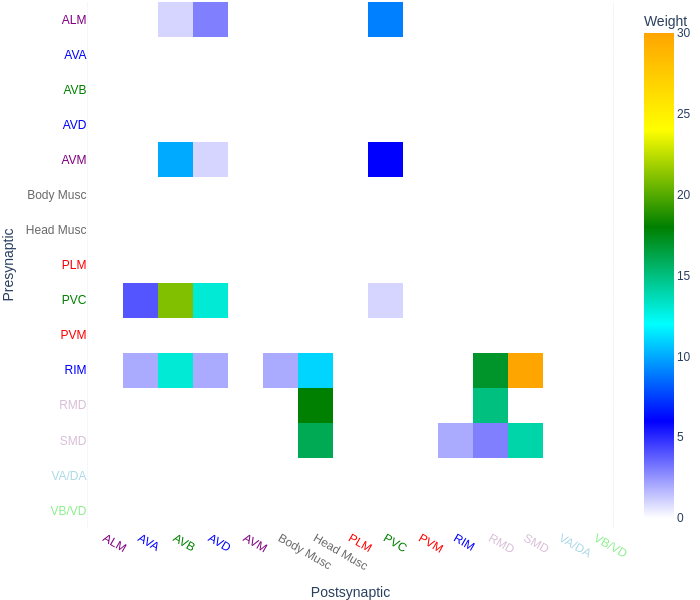 Weight
ALM
AVA
AVB
AVD
AVM
Body Musc
Head Musc
PLM
PVC
PVM
RIM
RMD
SMD
VA/DA
VB/VD
Presynaptic
30
25
20
15
10
5
0
ALM
AVA
AVB
AVD
AVM
Body Musc
Head Musc
PLM
PVC
PVM
RIM
RMD
SMD
VA/DA
VB/VD
Postsynaptic